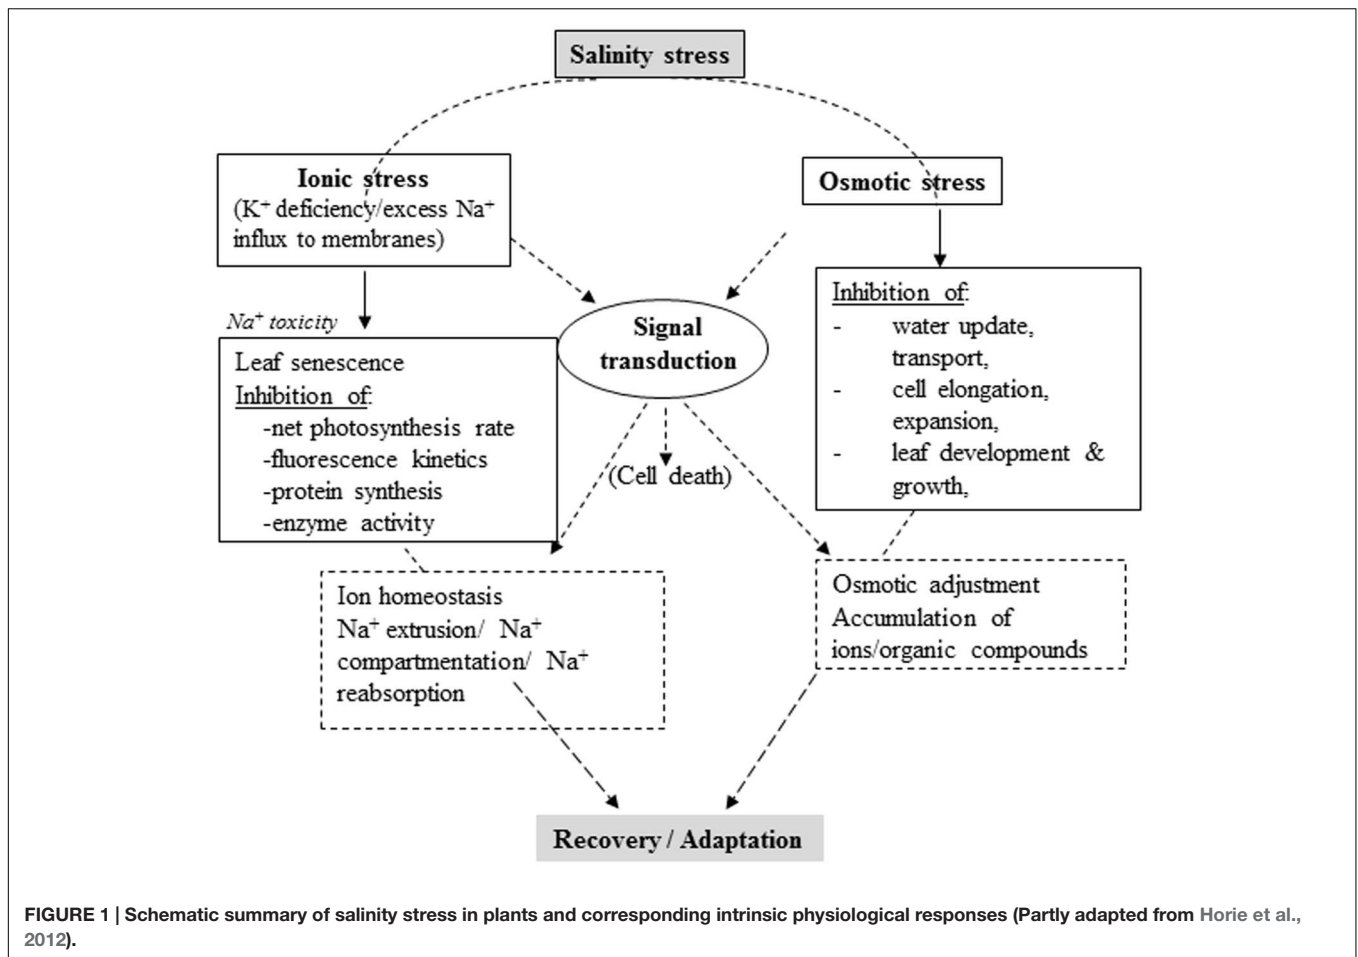 Salinity stress
Ionic stress
(K⁺ deficiency/excess Na⁺
influx to membranes)
Osmotic stress
Na⁺ toxicity
Leaf senescence
Inhibition of:
-net photosynthesis rate
-fluorescence kinetics
-protein synthesis
-enzyme activity
Signal
transduction
(Cell death)
Inhibition of:
- water update,
transport,
- cell elongation,
expansion,
- leaf development &
growth,
Ion homeostasis
Na⁺ extrusion/ Na⁺
compartmentation/ Na⁺
reabsorption
Osmotic adjustment
Accumulation of
ions/organic compounds
Recovery / Adaptation
FIGURE 1 | Schematic summary of salinity stress in plants and corresponding intrinsic physiological responses (Partly adapted from Horie et al.,
2012).